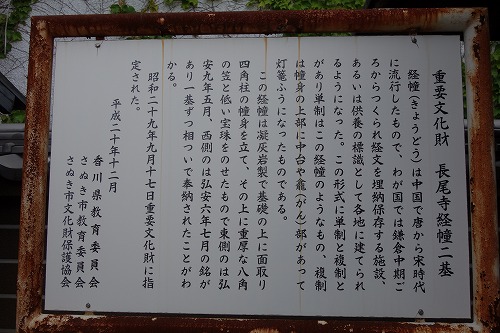 重要文化財　長尾寺経幢二基
経幢（きょうとう）は中国で唐から宋時代
に流行したもので、わが国では鎌倉中期ご
ろからつくられ経文を埋納保存する施設、
あるいは供養の標識として各地に建てられ
るようになった。この形式に単制と複制と
があり単制はこの経幢のようなもの、複制
は幢身の上部に中台や龕（がん）部があって
灯篭ふうになったものである。
この経幢は凝灰岩製で基礎の上に面取り
四角柱の幢身を立て、その上に重厚な八角
の笠と低い宝珠をのせたもので東側のは弘
安九年五月、西側のは弘安六年七月の銘が
あり一基ずつ相ついで奉納されたことがわ
かる。
昭和二十九年九月十七日重要文化財に指
定された。
平成二十年十二月
香川県教育委員会
さぬき市教育委員会
さぬき市文化財保護協会